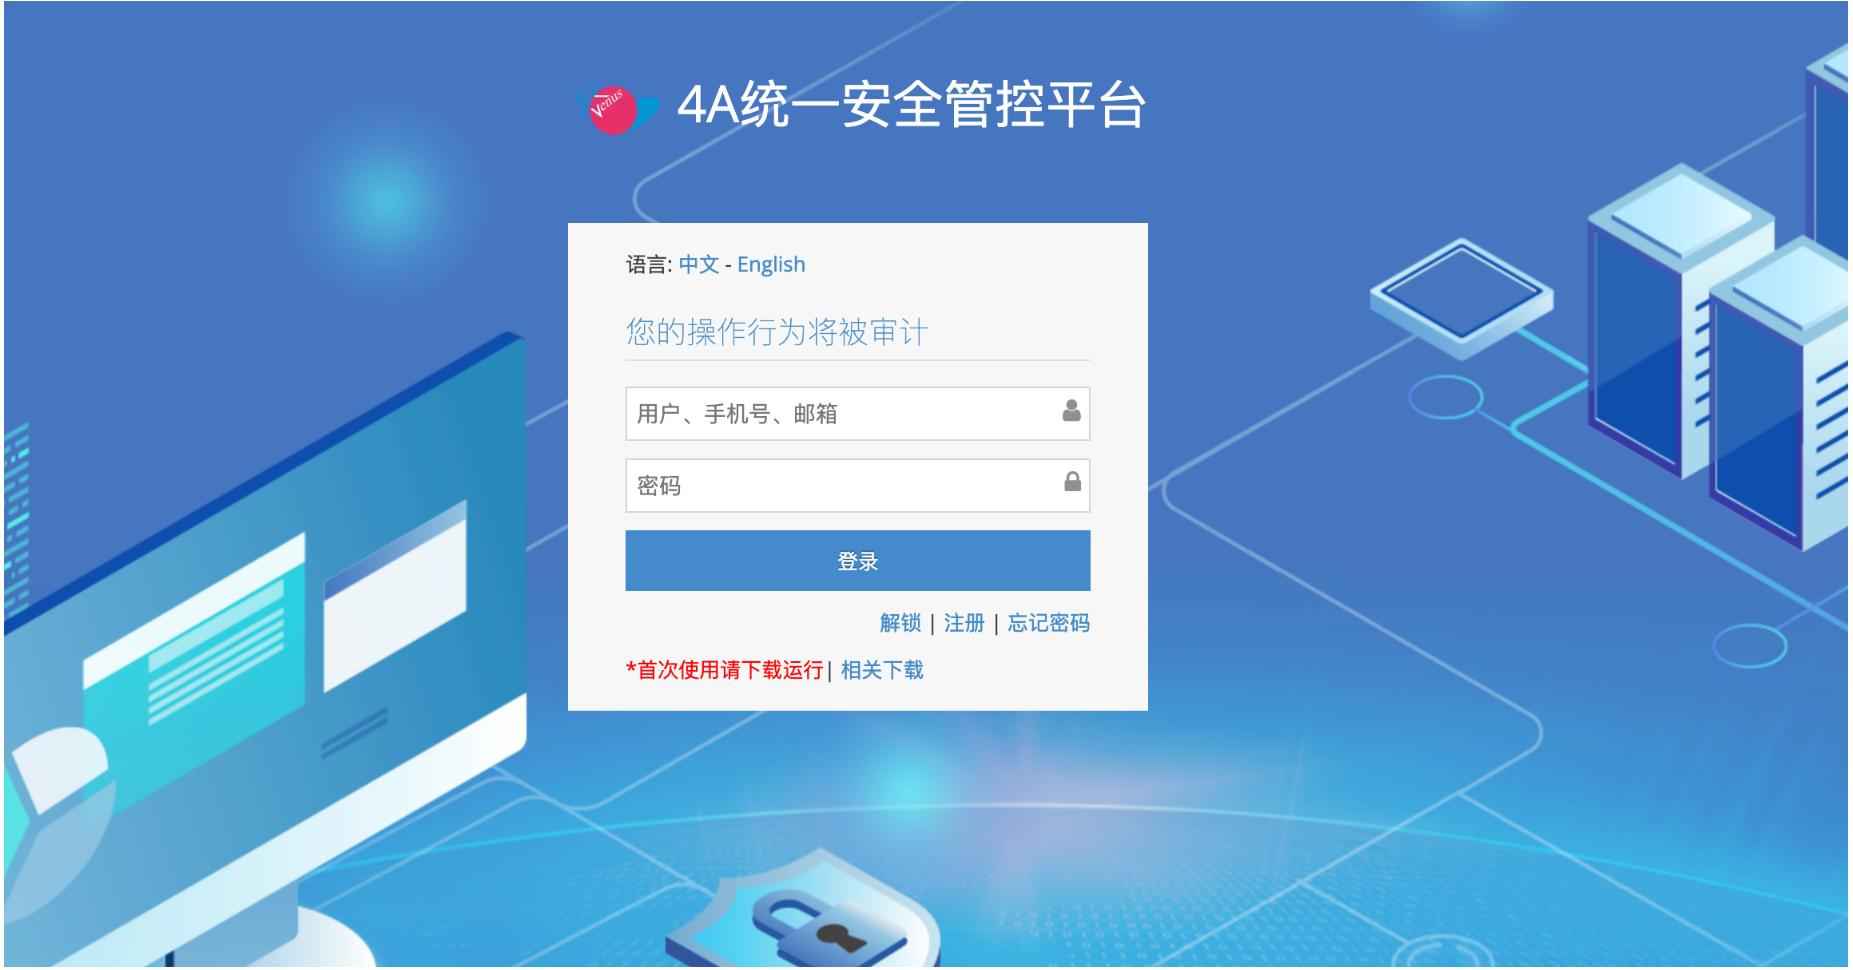 Venus
4A统一安全管控平台
语言: 中文 - English
您的操作行为将被审计
用户、手机号、邮箱
密码
登录
解锁 | 注册 | 忘记密码
*首次使用请下载运行| 相关下载